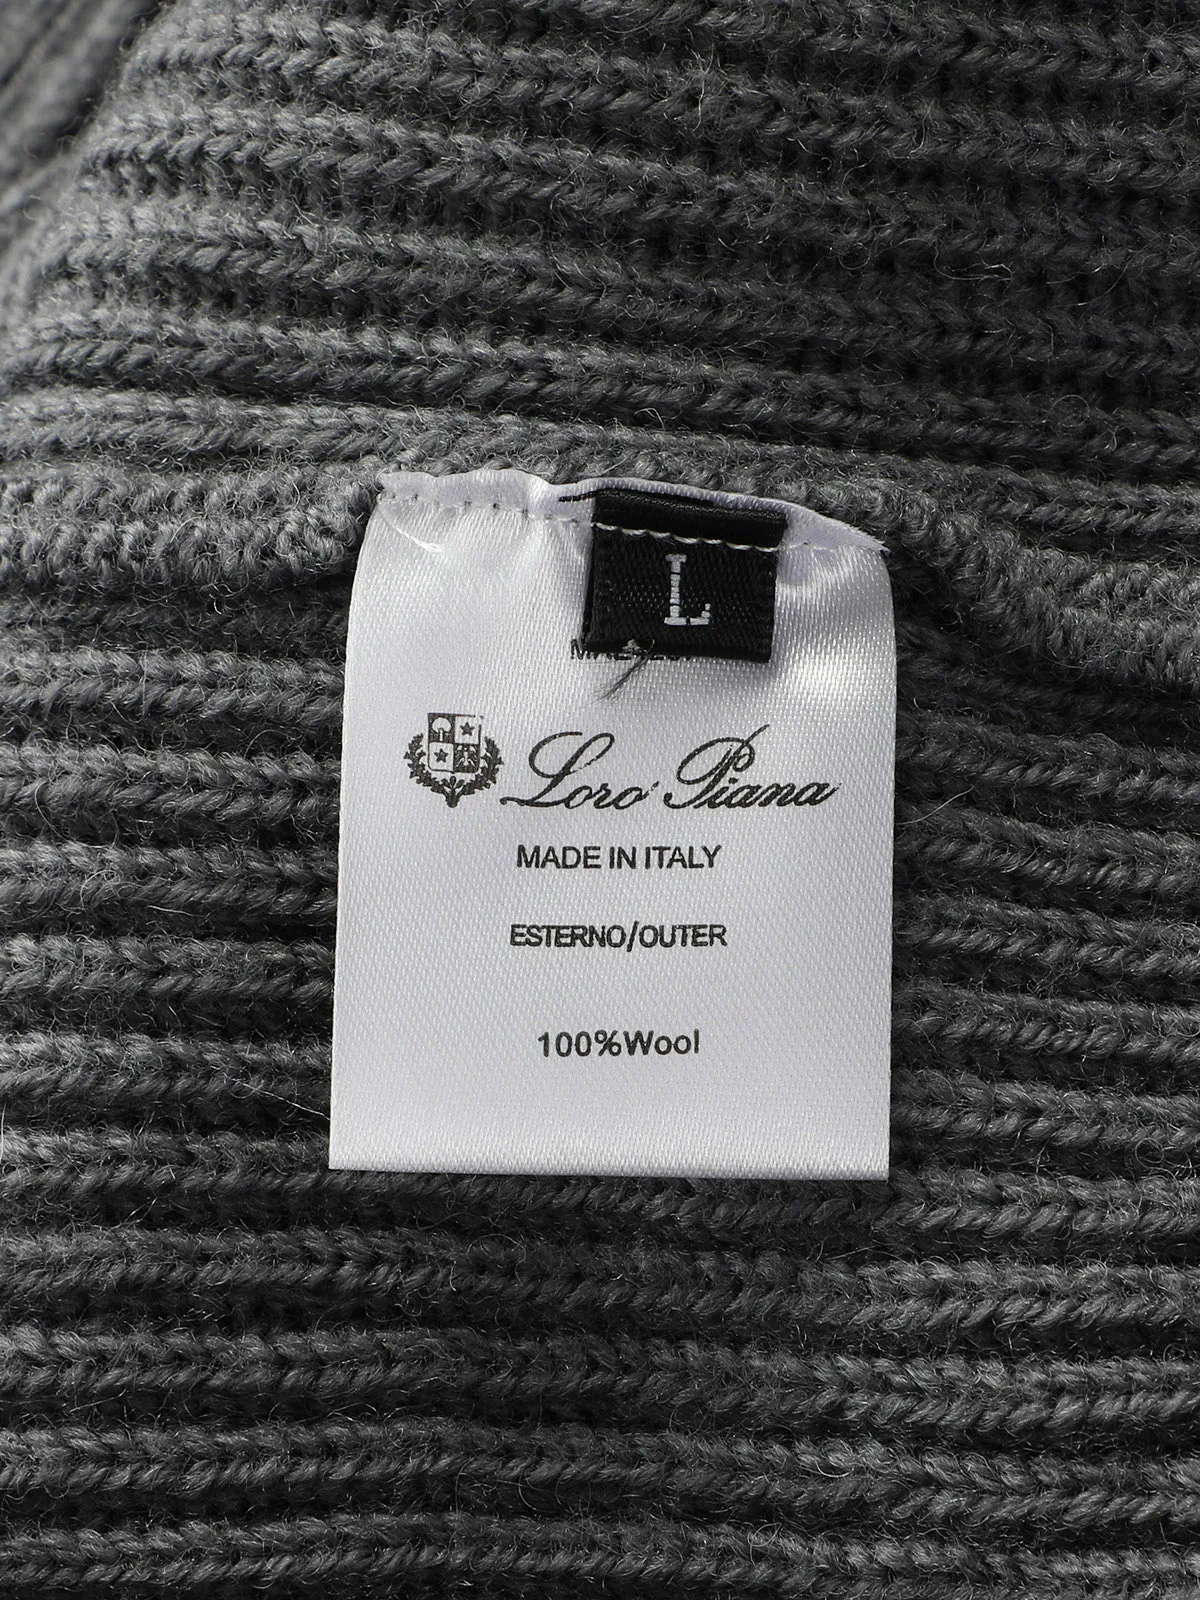 L
Loro Piana
MADE IN ITALY
ESTERNO/OUTER
100%Wool